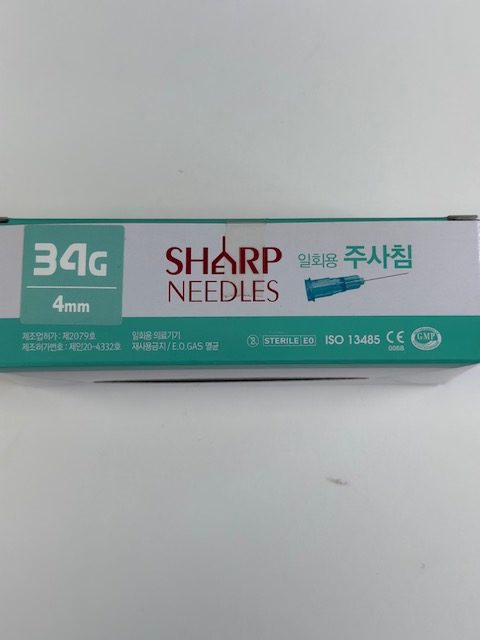 34G
4mm
SHARP
NEEDLES
일회용 주사침
제조업허가 : 제2079호
제조허가번호 : 제인20-4332호
일회용 의료기기
재사용금지 / E.O.GAS 멸균
2 STERILE EO ISO 13485 CE
0068
GMP